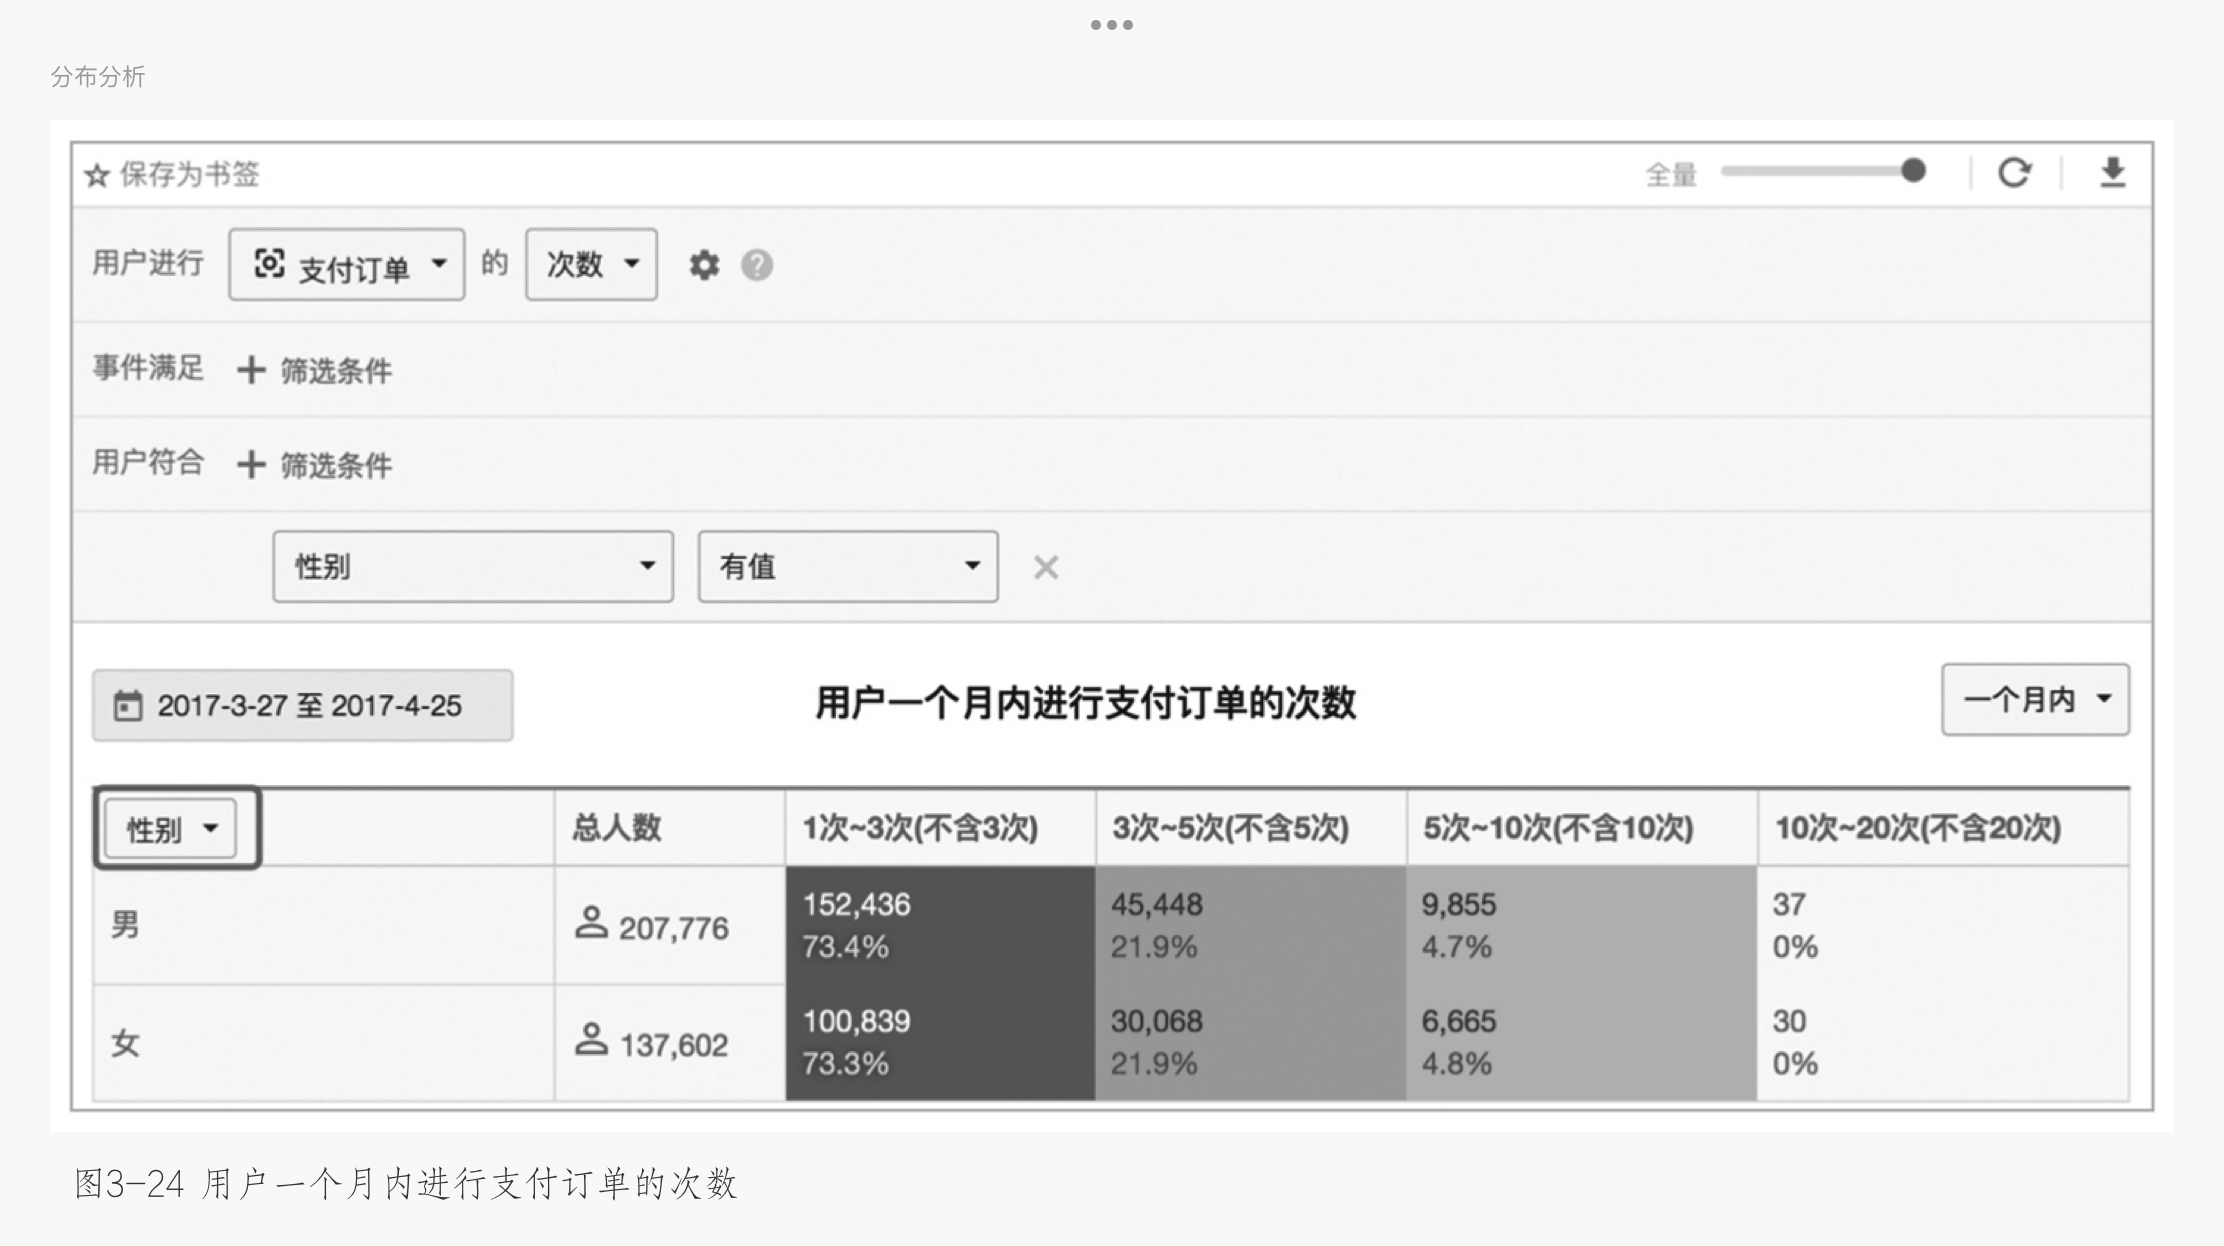 分布分析
保存为书签 全量
用户进行 支付订单 的 次数 ?
事件满足 + 筛选条件
用户符合 + 筛选条件
性别 有值
2017-3-27 至 2017-4-25 用户一个月内进行支付订单的次数 一个月内
性别 总人数 1次~3次(不含3次) 3次~5次(不含5次) 5次~10次(不含10次) 10次~20次(不含20次)
男 207,776 152,436 45,448 9,855 37
73.4% 21.9% 4.7% 0%
女 137,602 100,839 30,068 6,665 30
73.3% 21.9% 4.8% 0%
图3-24 用户一个月内进行支付订单的次数